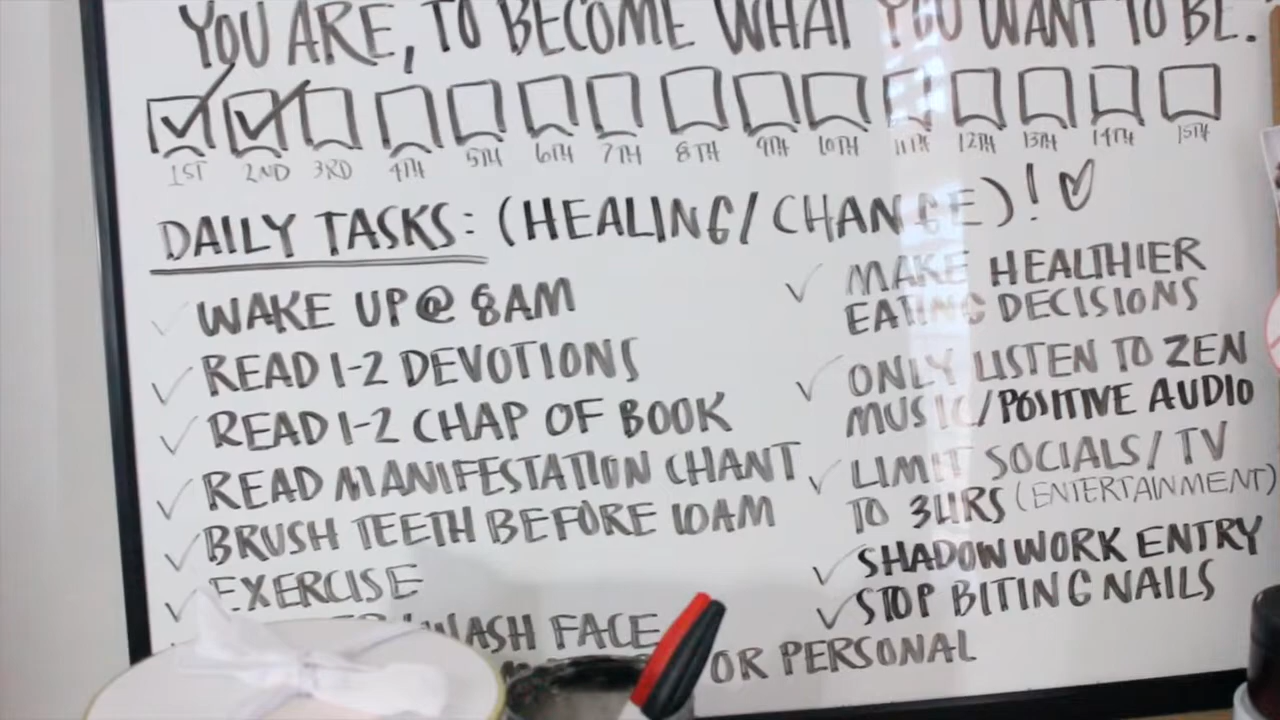 YOU ARE, TO BECOME WHAT YOU WANT TO BE.
1ST 2ND 3RD 4TH 5TH 6TH 7TH 8TH 9TH 10TH 11TH 12TH 13TH 14TH 15TH
DAILY TASKS: (HEALING/CHANGE)! ♡
WAKE UP @ 8AM
READ 1-2 DEVOTIONS
READ 1-2 CHAP OF BOOK
READ MANIFESTATION CHANT
BRUSH TEETH BEFORE 10AM
EXERCISE
WASH FACE
OR PERSONAL
MAKE HEALTHIER
EATING DECISIONS
ONLY LISTEN TO ZEN
MUSIC/POSITIVE AUDIO
LIMIT SOCIALS/TV
TO 3HRS (ENTERTAINMENT)
SHADOW WORK ENTRY
STOP BITING NAILS